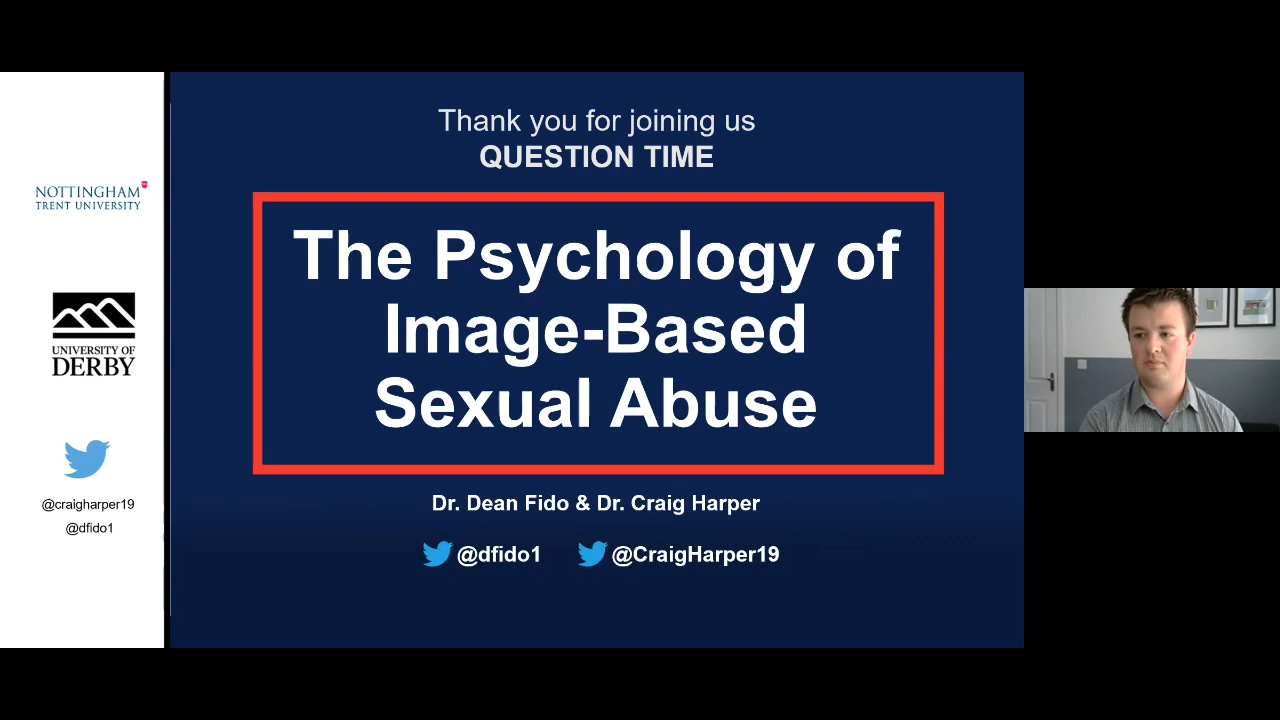 NOTTINGHAM
TRENT UNIVERSITY
UNIVERSITY OF
DERBY
@craigharper19
@dfido1
Thank you for joining us
QUESTION TIME
The Psychology of
Image-Based
Sexual Abuse
Dr. Dean Fido & Dr. Craig Harper
@dfido1 @CraigHarper19